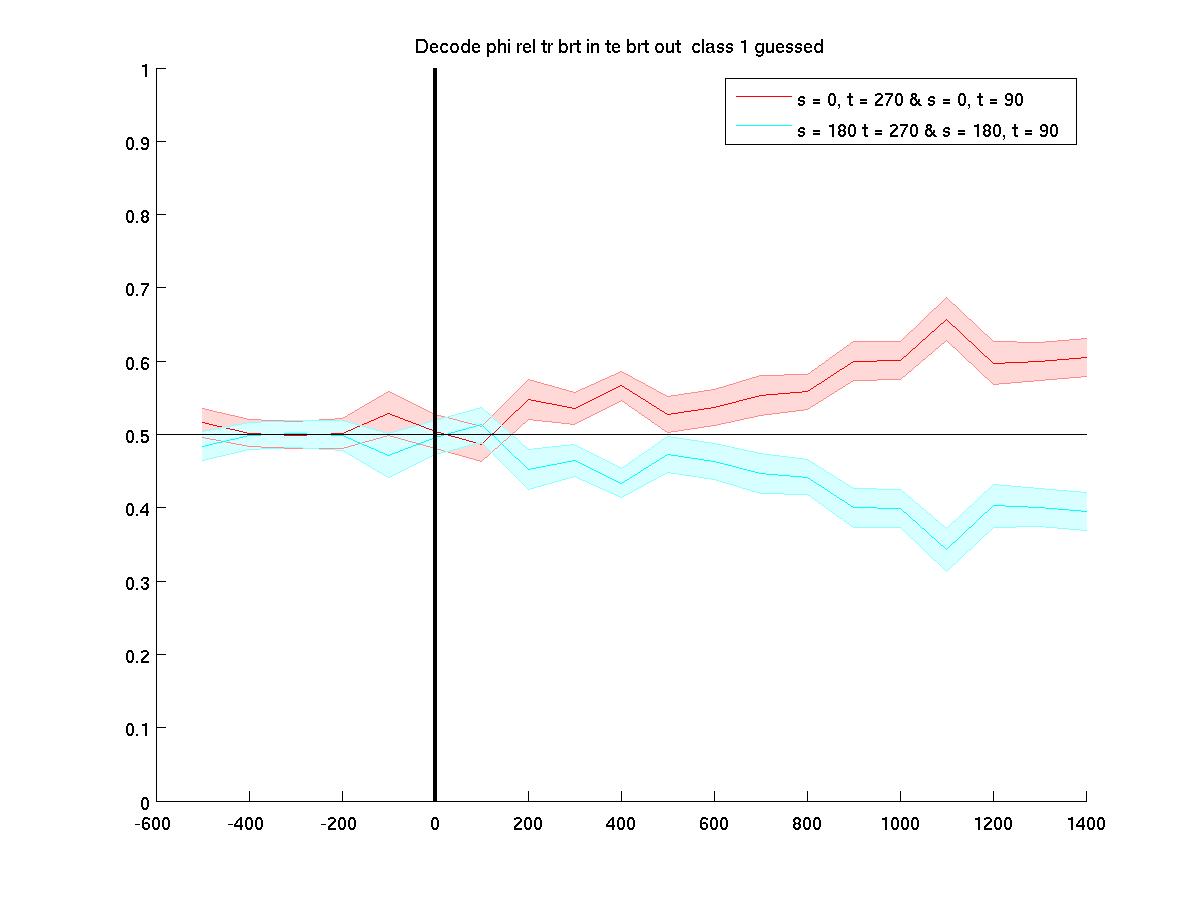 Decode phi rel tr brt in te brt out  class 1 guessed
s = 0, t = 270 & s = 0, t = 90
s = 180 t = 270 & s = 180, t = 90
1
0.9
0.8
0.7
0.6
0.5
0.4
0.3
0.2
0.1
0
-600 -400 -200 0 200 400 600 800 1000 1200 1400